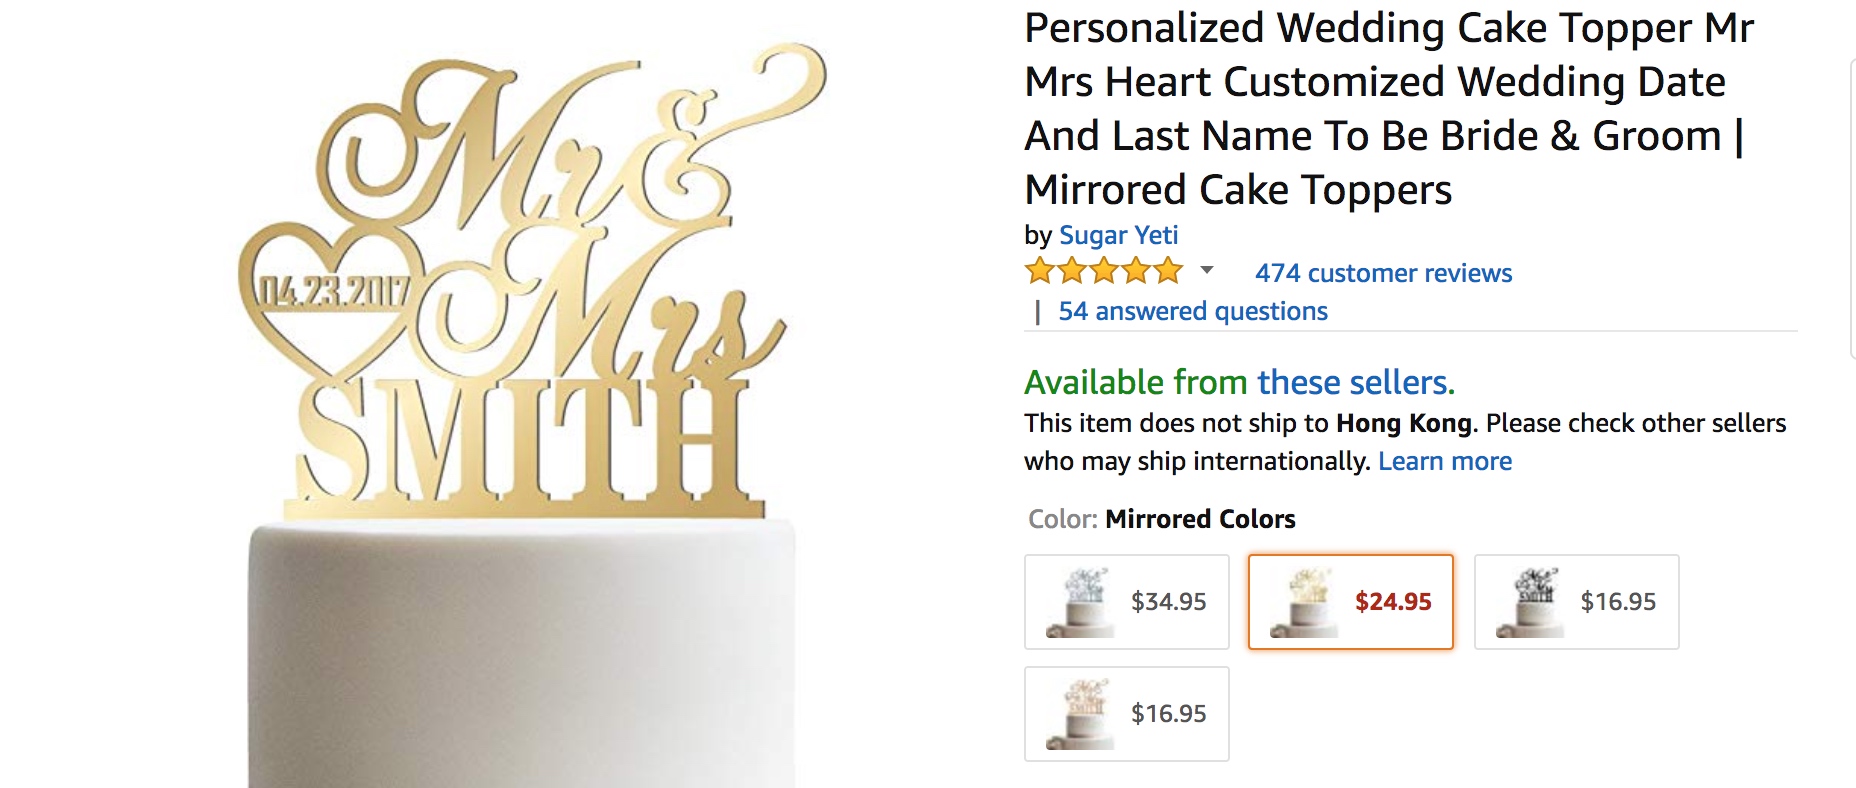 Mr &
Mrs
04.23.2017
SMITH
Personalized Wedding Cake Topper Mr
Mrs Heart Customized Wedding Date
And Last Name To Be Bride & Groom |
Mirrored Cake Toppers
by Sugar Yeti
474 customer reviews
| 54 answered questions
Available from these sellers.
This item does not ship to Hong Kong. Please check other sellers
who may ship internationally. Learn more
Color: Mirrored Colors
$34.95
$24.95
SMITH
$16.95
SMITH
$16.95